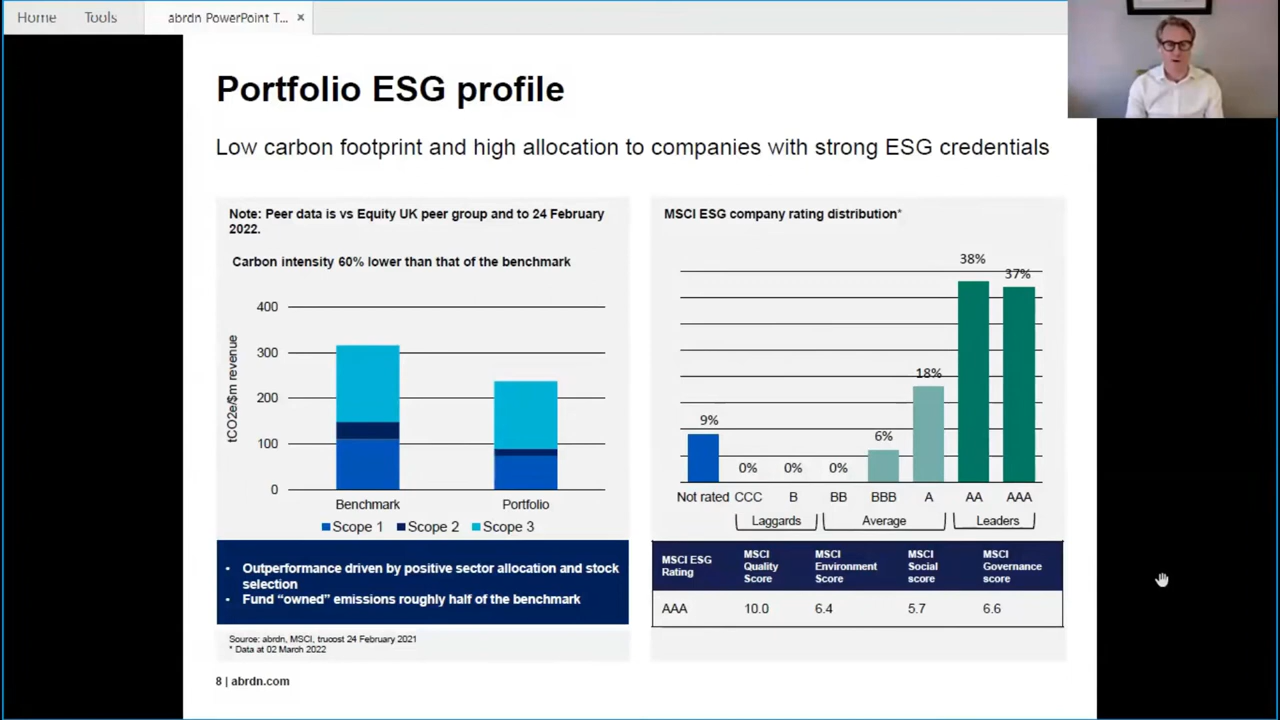 Home Tools abrdn PowerPoint T... ×
Portfolio ESG profile
Low carbon footprint and high allocation to companies with strong ESG credentials
Note: Peer data is vs Equity UK peer group and to 24 February
2022.
Carbon intensity 60% lower than that of the benchmark
tCO2e/$m revenue
400
300
200
100
0
Benchmark Portfolio
Scope 1 Scope 2 Scope 3
• Outperformance driven by positive sector allocation and stock
selection
• Fund “owned” emissions roughly half of the benchmark
Source: abrdn, MSCI, trucost 24 February 2021
* Data at 02 March 2022
MSCI ESG company rating distribution*
9% 0% 0% 0% 6% 18% 38% 37%
Not rated CCC B BB BBB A AA AAA
Laggards Average Leaders
MSCI ESG
Rating
MSCI
Quality
Score
MSCI
Environment
Score
MSCI
Social
score
MSCI
Governance
score
AAA 10.0 6.4 5.7 6.6
8 | abrdn.com